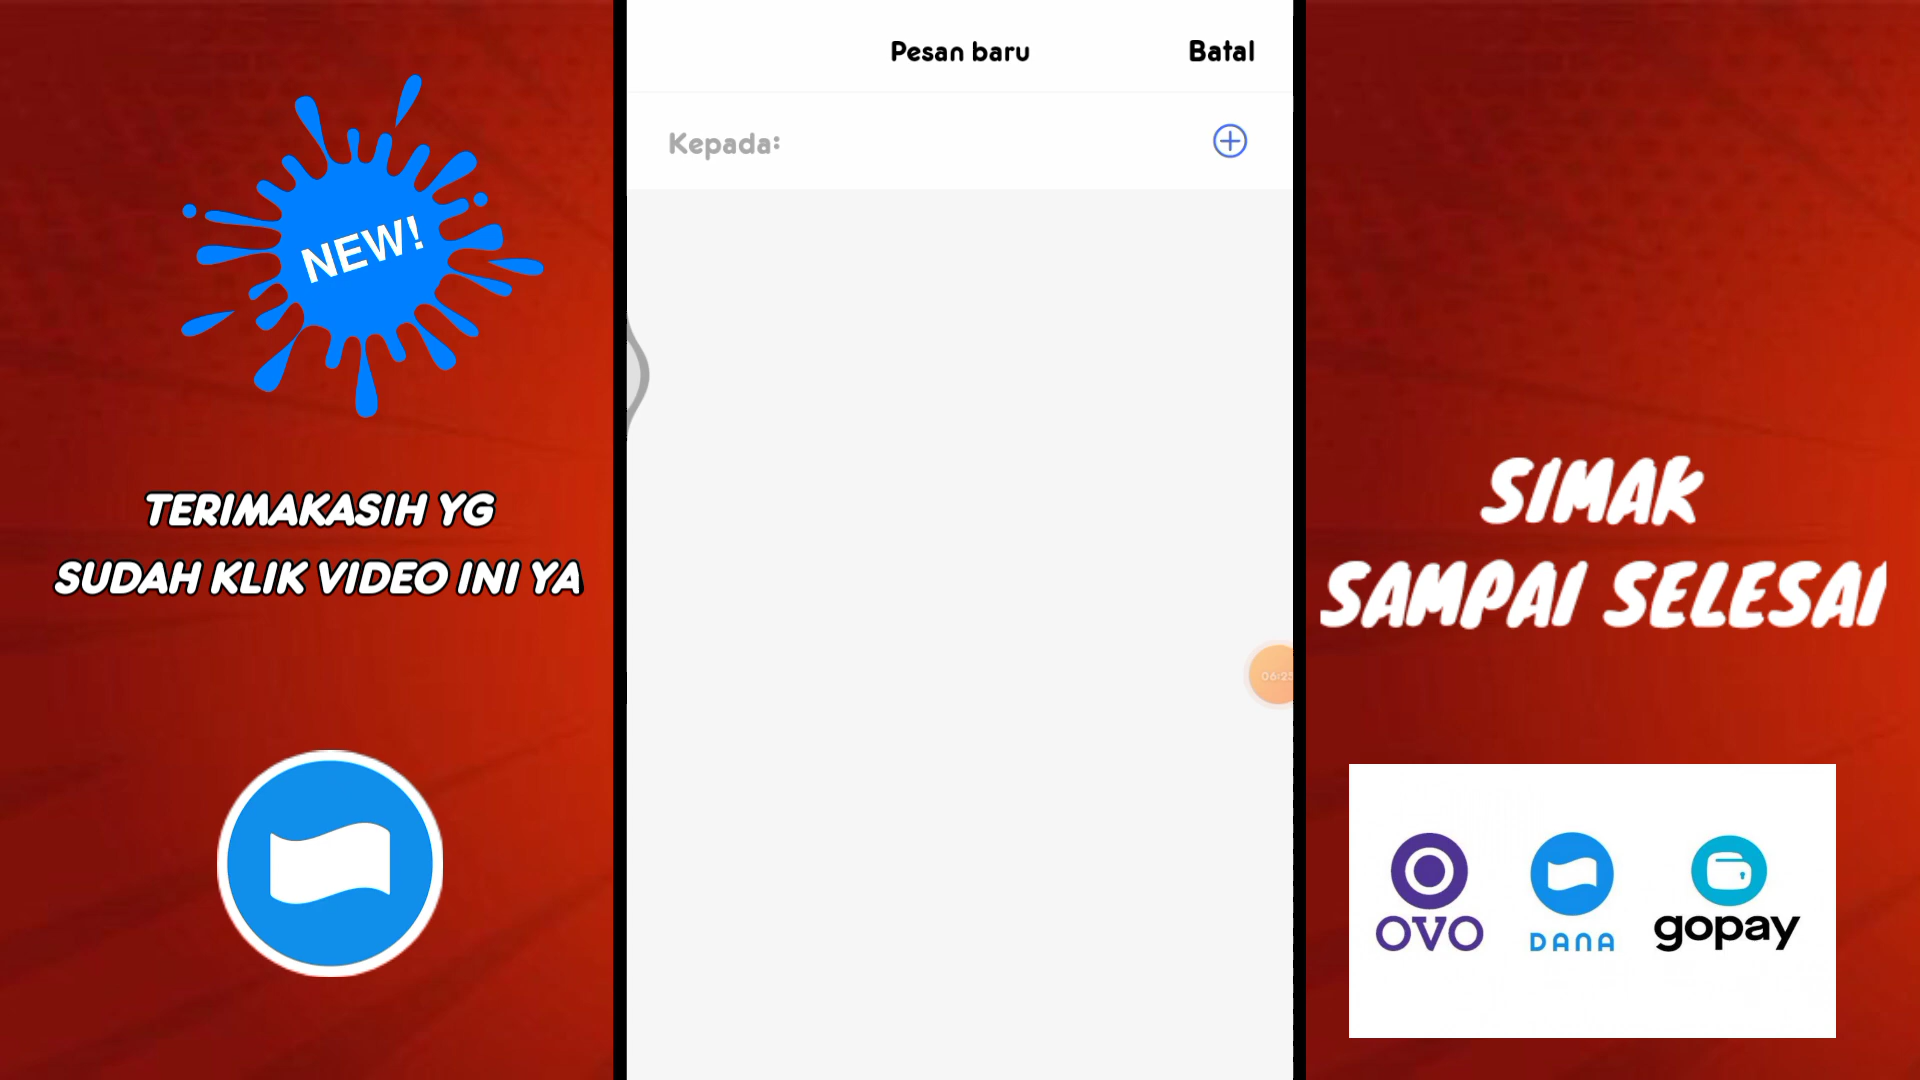 NEW!
TERIMAKASIH YG
SUDAH KLIK VIDEO INI YA
Pesan baru
Batal
Kepada:
SIMAK
SAMPAI SELESAI
OVO
DANA
gopay